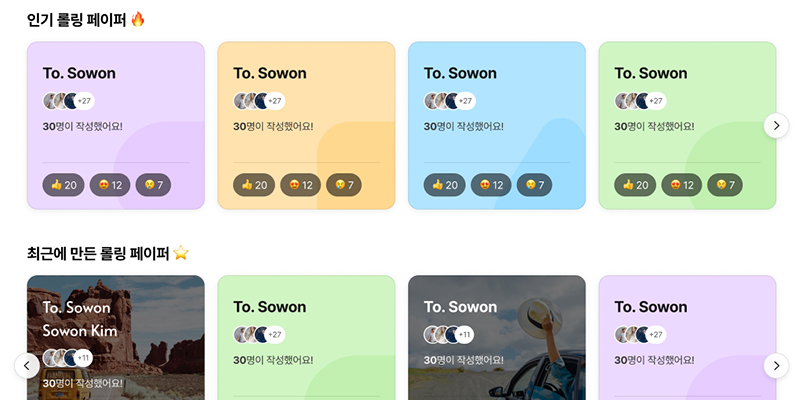 인기 롤링 페이퍼 🔥
To. Sowon
+27
30명이 작성했어요!
👍 20 😍 12 😢 7
To. Sowon
+27
30명이 작성했어요!
👍 20 😍 12 😢 7
To. Sowon
+27
30명이 작성했어요!
👍 20 😍 12 😢 7
To. Sowon
+27
30명이 작성했어요!
👍 20 😍 12 😢 7
최근에 만든 롤링 페이퍼 ⭐️
To. Sowon
Sowon Kim
+11
30명이 작성했어요!
To. Sowon
+27
30명이 작성했어요!
To. Sowon
+11
30명이 작성했어요!
To. Sowon
+27
30명이 작성했어요!